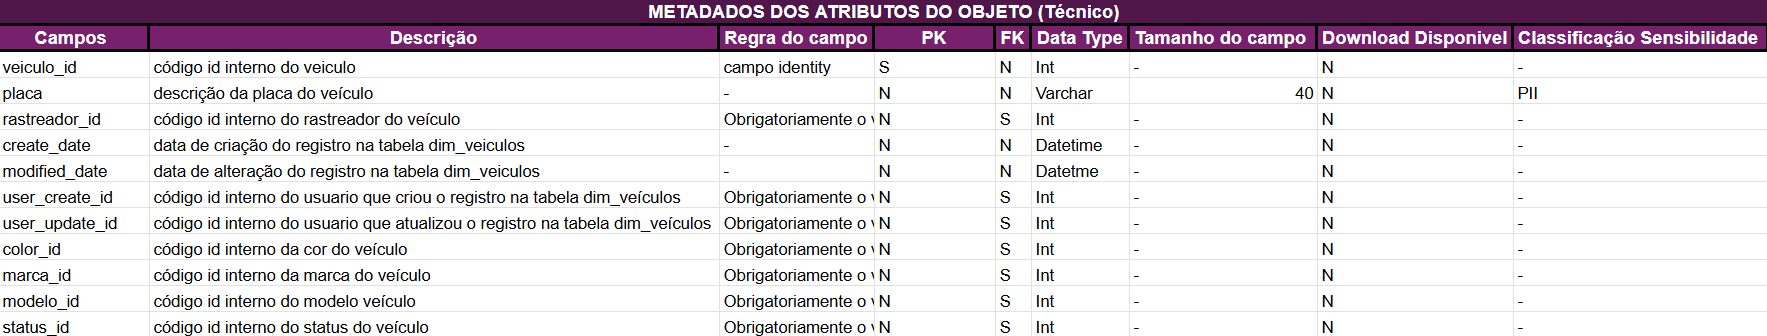 METADADOS DOS ATRIBUTOS DO OBJETO (Técnico)
Campos Descrição Regra do campo PK FK Data Type Tamanho do campo Download Disponivel Classificação Sensibilidade
veiculo_id código id interno do veiculo campo identity S N Int - N -
placa descrição da placa do veículo - N N Varchar 40 N PII
rastreador_id código id interno do rastreador do veículo Obrigatoriamente o v N S Int - N -
create_date data de criação do registro na tabela dim_veiculos - N N Datetime - N -
modified_date data de alteração do registro na tabela dim_veiculos - N N Datetme - N -
user_create_id código id interno do usuario que criou o registro na tabela dim_veículos Obrigatoriamente o v N S Int - N -
user_update_id código id interno do usuario que atualizou o registro na tabela dim_veículos Obrigatoriamente o v N S Int - N -
color_id código id interno da cor do veículo Obrigatoriamente o v N S Int - N -
marca_id código id interno da marca do veículo Obrigatoriamente o v N S Int - N -
modelo_id código id interno do modelo veículo Obrigatoriamente o v N S Int - N -
status_id código id interno do status do veículo Obrigatoriamente o v N S Int - N -